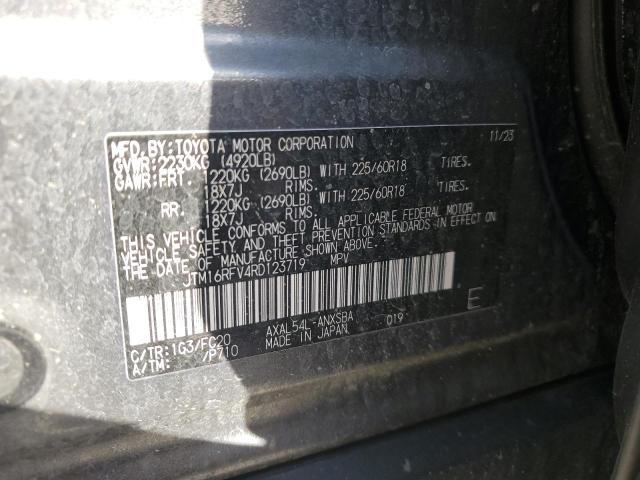 MFD. BY: TOYOTA MOTOR CORPORATION 11/23
GVWR: 2230KG (4920LB)
GAWR: FRT. 1220KG (2690LB) WITH 225/60R18 TIRES.
18X7J RIMS.
RR. 1220KG (2690LB) WITH 225/60R18 TIRES.
18X7J RIMS.
THIS VEHICLE CONFORMS TO ALL APPLICABLE FEDERAL MOTOR
VEHICLE SAFETY, AND THEFT PREVENTION STANDARDS IN EFFECT ON
THE DATE OF MANUFACTURE SHOWN ABOVE.
JTM16RFV4RD123719 MPV
E
C/TR: 1G3/FC20 AXAL54L-ANXSBA 019
A/TM: /P710 MADE IN JAPAN